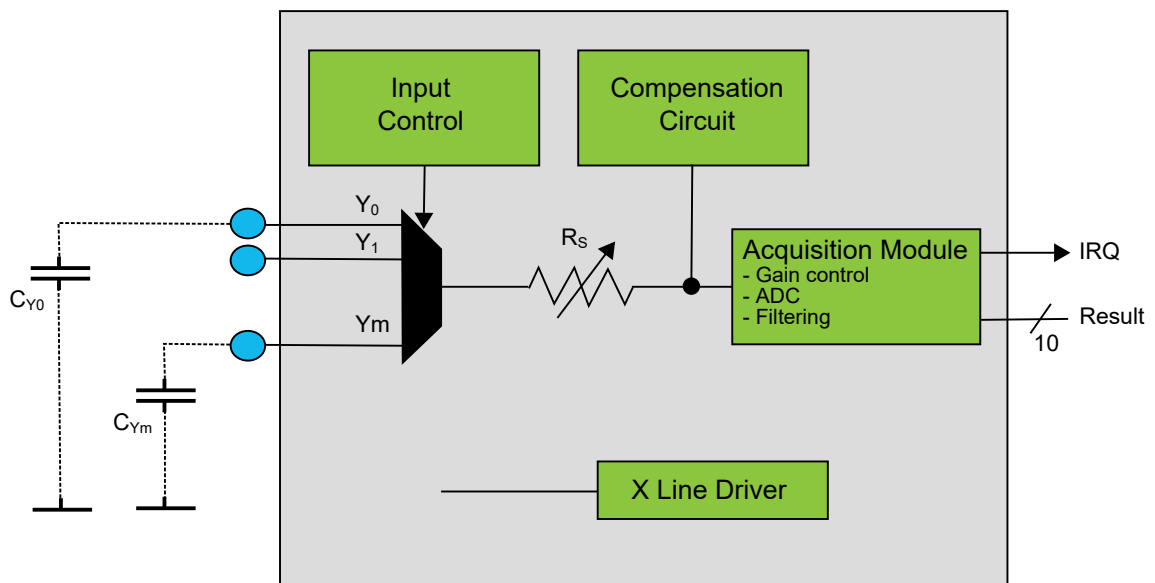 Input
Control
Compensation
Circuit
Y0
Y1
Ym
RS
Acquisition Module
- Gain control
- ADC
- Filtering
IRQ
Result
10
CY0
CYm
X Line Driver